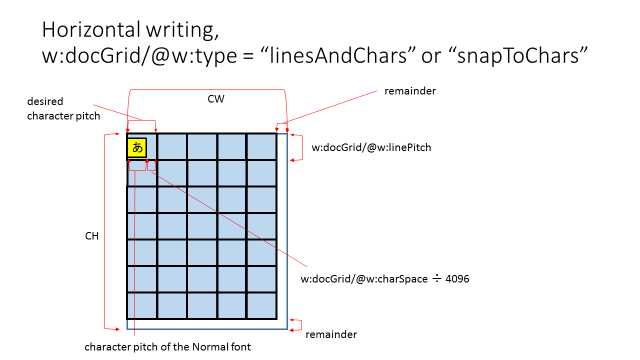 Horizontal writing,
w:docGrid/@w:type = “linesAndChars” or “snapToChars”
desired
character pitch
CW
remainder
あ
w:docGrid/@w:linePitch
CH
w:docGrid/@w:charSpace ÷ 4096
remainder
character pitch of the Normal font